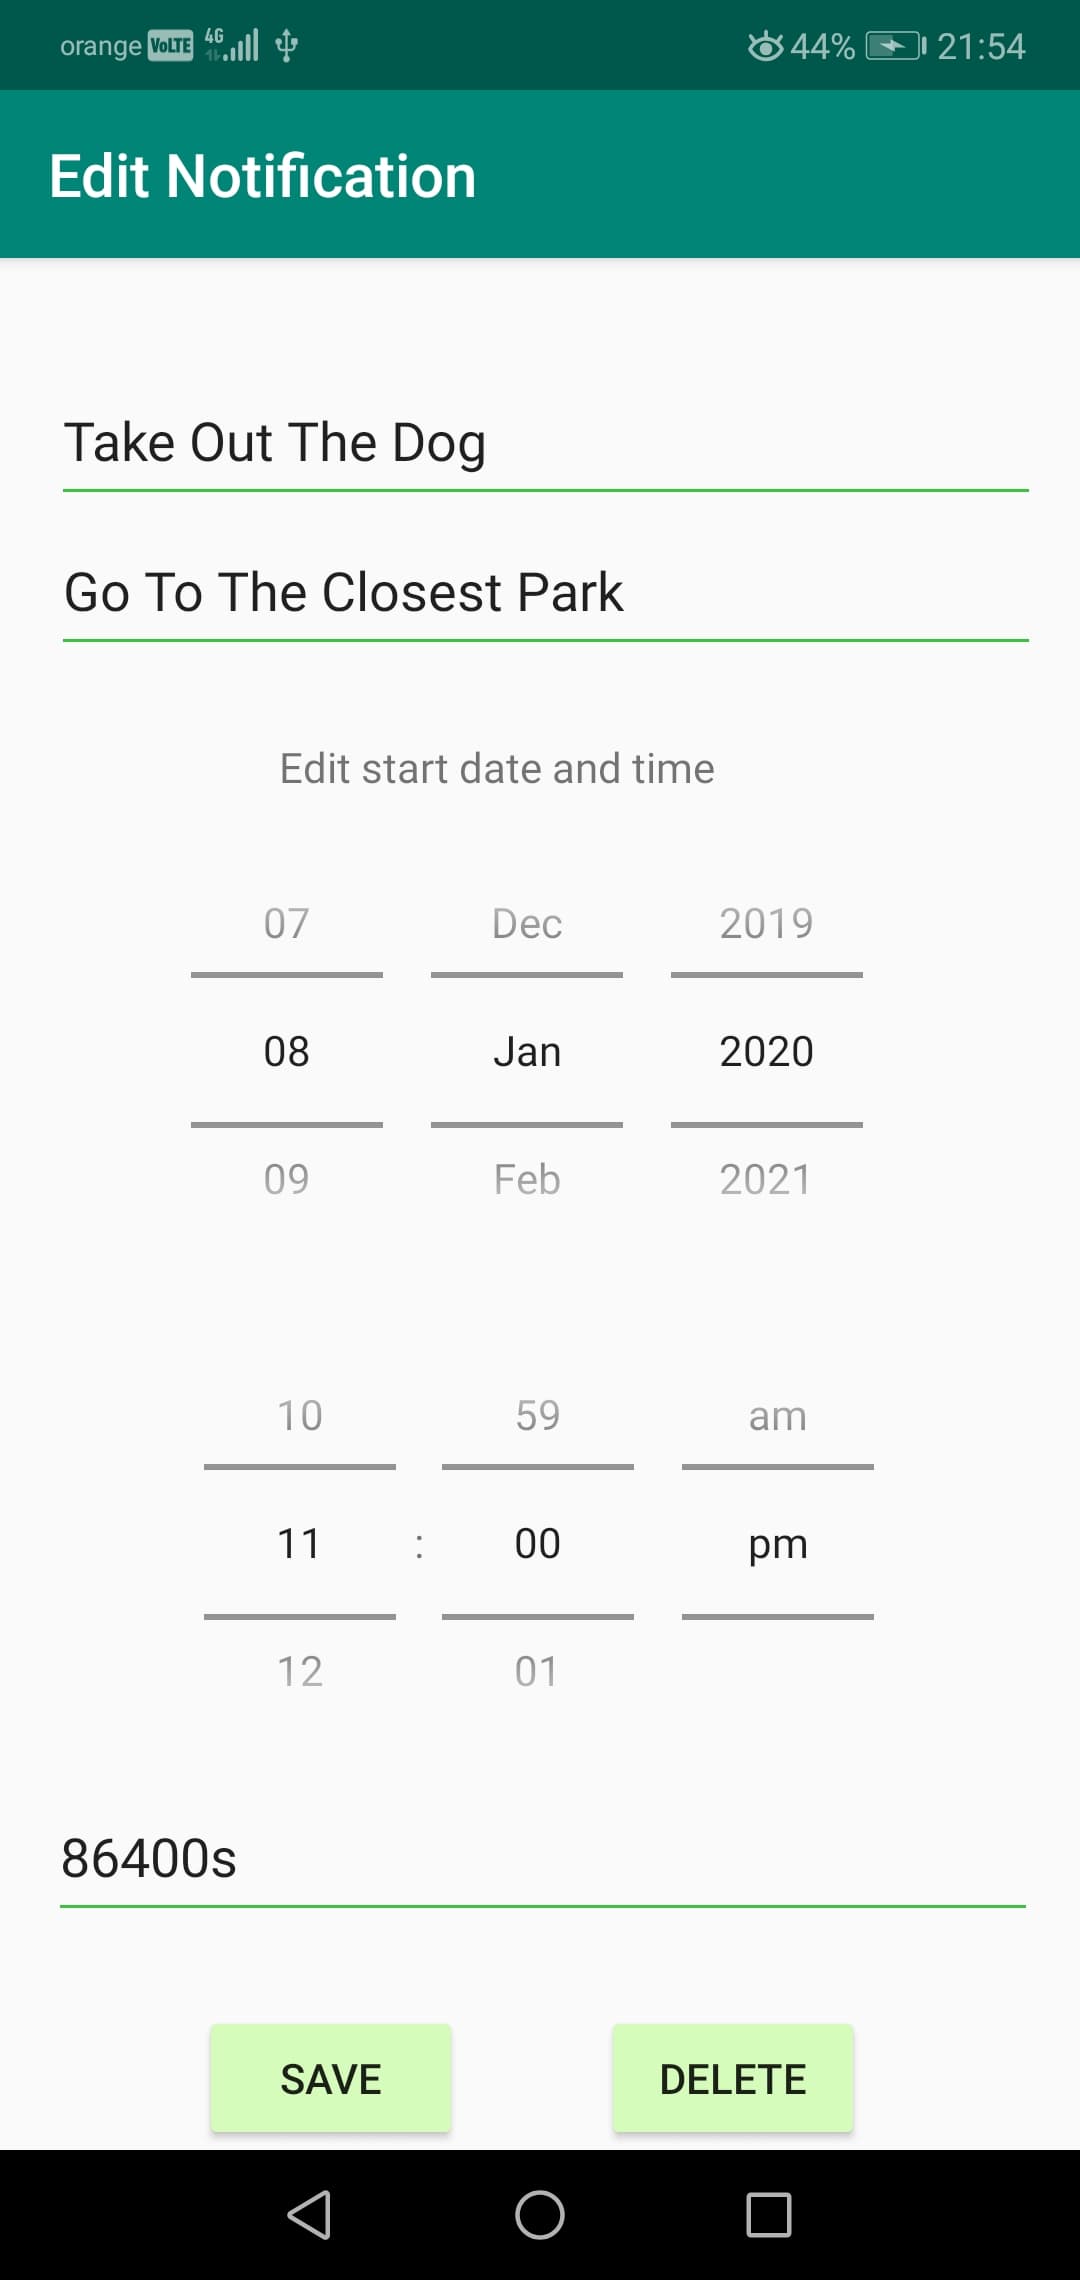 orange VoLTE 4G 44% 21:54
Edit Notification
Take Out The Dog
Go To The Closest Park
Edit start date and time
07 Dec 2019
08 Jan 2020
09 Feb 2021
10 59 am
11 : 00 pm
12 01
86400s
SAVE DELETE